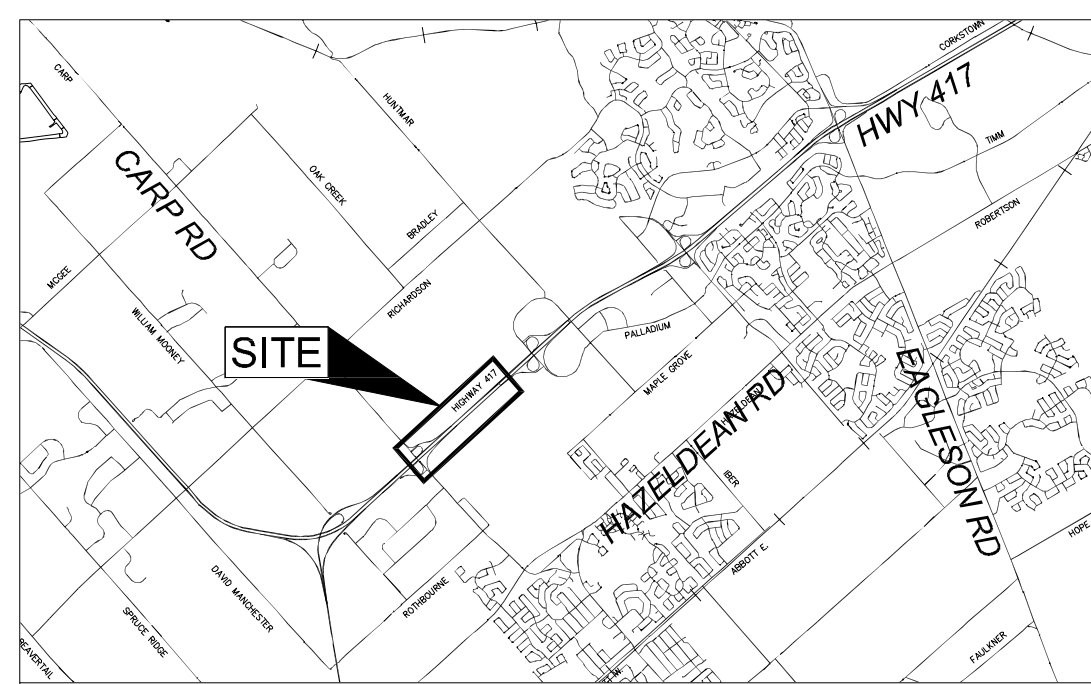 CORKSTOWN
CARP
HWY 417
HUNTMAR
TIMM
CARP RD
OAK CREEK
BRADLEY
ROBERTSON
MCGEE
RICHARDSON
WILLIAM MOONEY
PALLADIUM
SITE
MAPLE GROVE
EAGLESON RD
HIGHWAY 417
HAZELDEAN
HAZELDEAN RD
IBER
HOPE
ABBOTT E.
DAVID MANCHESTER
ROTHBOURNE
SPRUCE RIDGE
FAULKNER
BEAVERTAIL